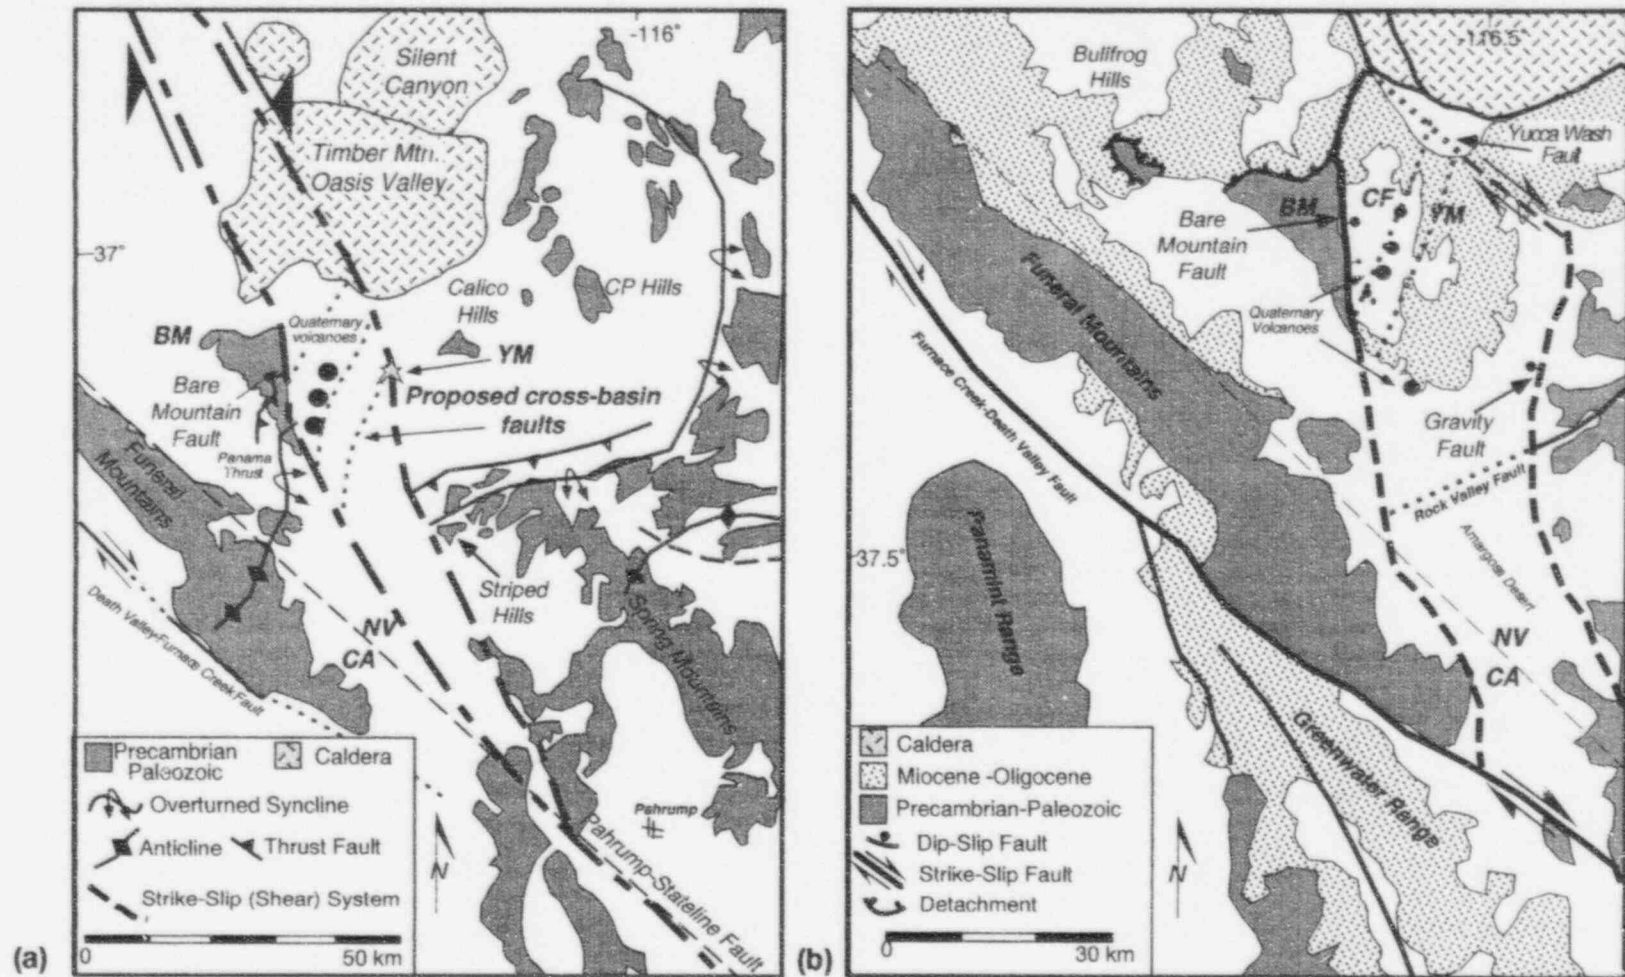 -116°
Silent
Canyon
Timber Mtn.
Oasis Valley
37°
Calico
Hills
CP Hills
BM
Quaternary
volcanoes
YM
Bare
Mountain
Fault
Proposed cross-basin
faults
Panama
Thrust
Funeral
Mountains
Striped
Hills
Spring Mountains
NV
CA
Death Valley-Furnace Creek Fault
Pahrump
Pahrump-Stateline Fault
Precambrian
Paleozoic
Caldera
Overturned Syncline
Anticline
Thrust Fault
Strike-Slip (Shear) System
N
0
50 km
(a)
-116.5°
Bullfrog
Hills
Yucca Wash
Fault
BM
CF
YM
Bare
Mountain
Fault
Quaternary
Volcanoes
Funeral Mountains
Furnace Creek-Death Valley Fault
Gravity
Fault
Rock Valley Fault
Amargosa Desert
37.5°
Panamint Range
NV
CA
Greenwater Range
Caldera
Miocene -Oligocene
Precambrian-Paleozoic
Dip-Slip Fault
Strike-Slip Fault
Detachment
N
0
30 km
(b)